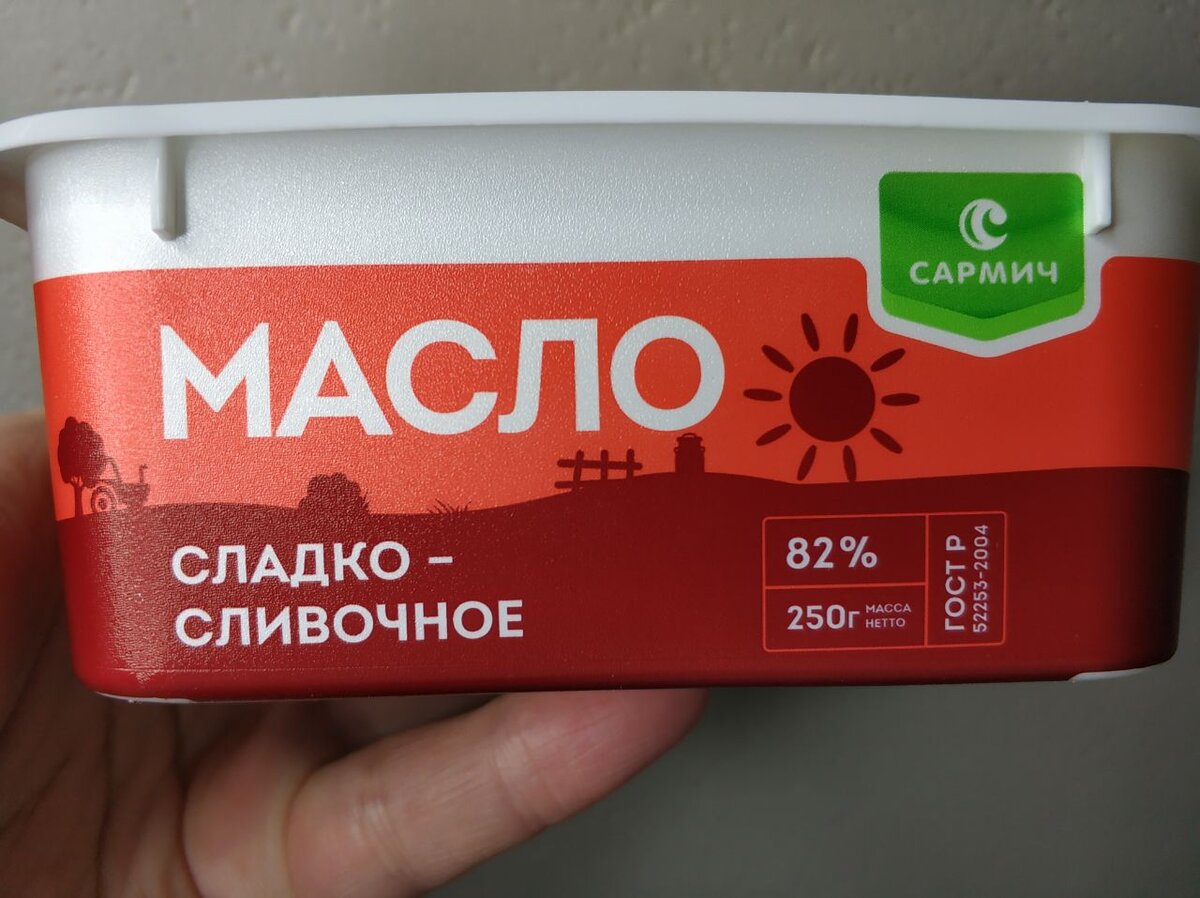 САРМИЧ
МАСЛО
СЛАДКО –
СЛИВОЧНОЕ
82%
250г МАССА
НЕТТО
ГОСТ Р
52253-2004